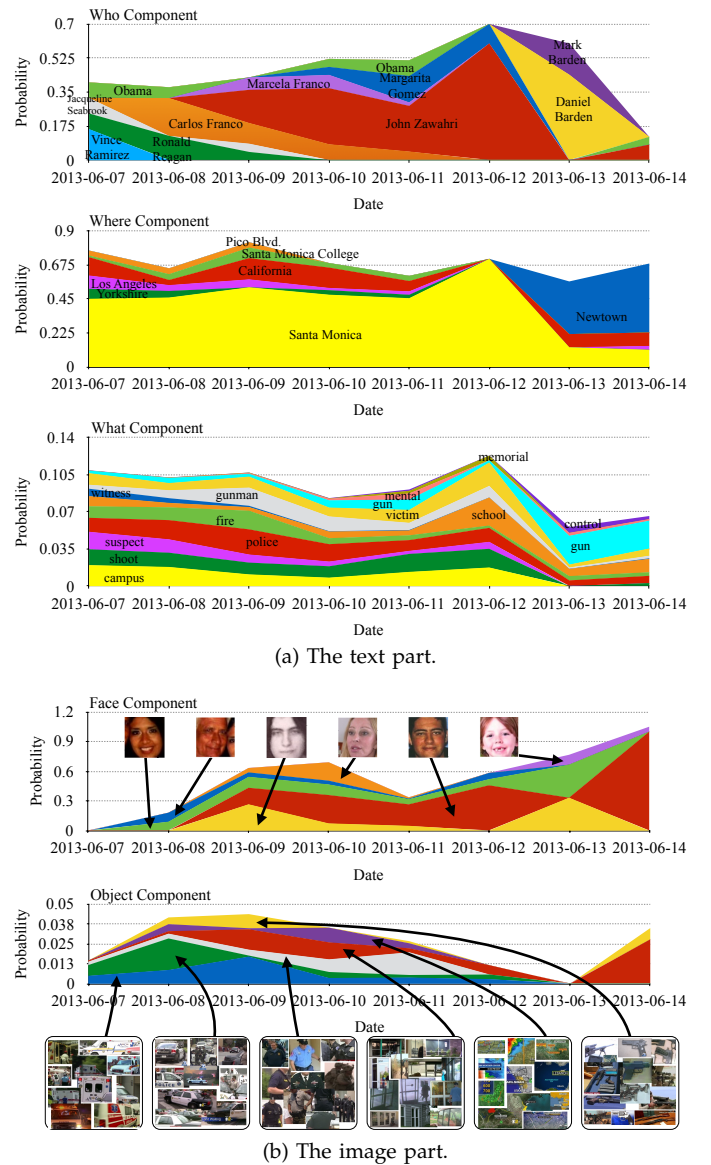 Who Component
0.7
0.525
0.35
0.175
0
Probability
Obama
Jacqueline
Seabrook
Vince
Ramirez
Ronald
Reagan
Carlos Franco
Marcela Franco
Obama
Margarita
Gomez
John Zawahri
Mark
Barden
Daniel
Barden
2013-06-07 2013-06-08 2013-06-09 2013-06-10 2013-06-11 2013-06-12 2013-06-13 2013-06-14
Date
Where Component
0.9
0.675
0.45
0.225
0
Probability
Pico Blvd.
Santa Monica College
California
Los Angeles
Yorkshire
Santa Monica
Newtown
2013-06-07 2013-06-08 2013-06-09 2013-06-10 2013-06-11 2013-06-12 2013-06-13 2013-06-14
Date
What Component
0.14
0.105
0.07
0.035
0
Probability
memorial
witness
gunman
mental
gun
victim
school
fire
control
police
gun
suspect
shoot
campus
2013-06-07 2013-06-08 2013-06-09 2013-06-10 2013-06-11 2013-06-12 2013-06-13 2013-06-14
Date
(a) The text part.
Face Component
1.2
0.9
0.6
0.3
0
Probability
2013-06-07 2013-06-08 2013-06-09 2013-06-10 2013-06-11 2013-06-12 2013-06-13 2013-06-14
Date
Object Component
0.05
0.038
0.025
0.013
0
Probability
2013-06-07 2013-06-08 2013-06-09 2013-06-10 2013-06-11 2013-06-12 2013-06-13 2013-06-14
Date
(b) The image part.